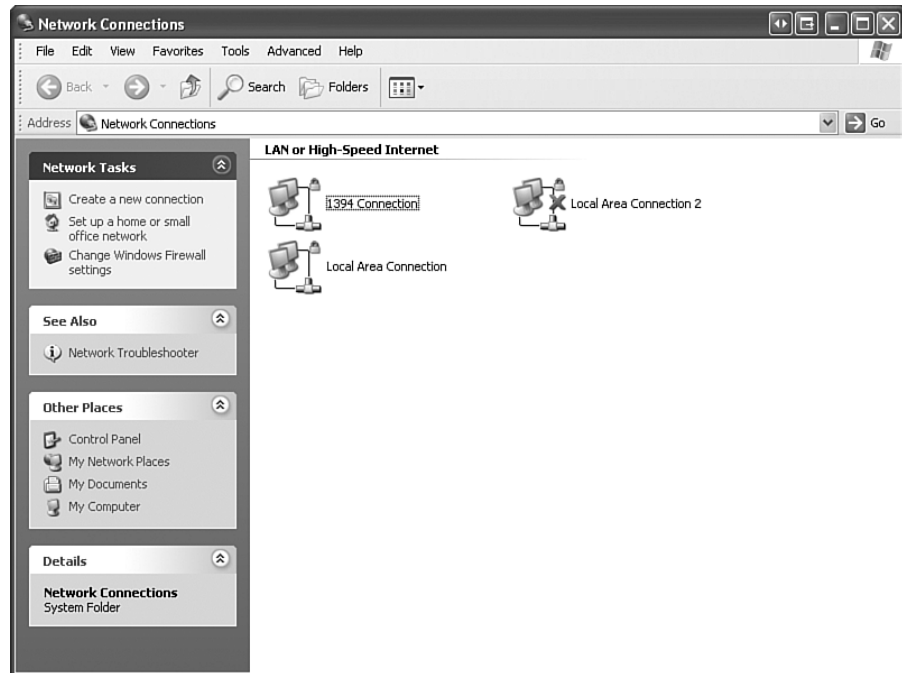 Network Connections
File Edit View Favorites Tools Advanced Help
Back Search Folders
Address Network Connections Go
Network Tasks
Create a new connection
Set up a home or small
office network
Change Windows Firewall
settings
See Also
Network Troubleshooter
Other Places
Control Panel
My Network Places
My Documents
My Computer
Details
Network Connections
System Folder
LAN or High-Speed Internet
1394 Connection
Local Area Connection 2
Local Area Connection